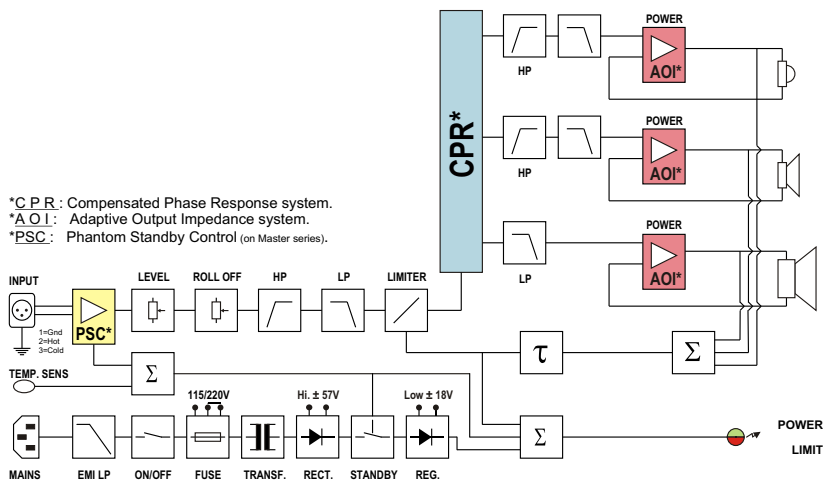 POWER
HP
AOI*
POWER
CPR*
HP
AOI*
*C P R : Compensated Phase Response system.
*A O I : Adaptive Output Impedance system.
*PSC : Phantom Standby Control (on Master series).
POWER
LP
AOI*
INPUT
LEVEL
ROLL OFF
HP
LP
LIMITER
1=Gnd
2=Hot
3=Cold
PSC*
τ
Σ
TEMP. SENS
Σ
115/220V
Hi. ± 57V
Low ± 18V
Σ
POWER
LIMIT
MAINS
EMI LP
ON/OFF
FUSE
TRANSF.
RECT.
STANDBY
REG.